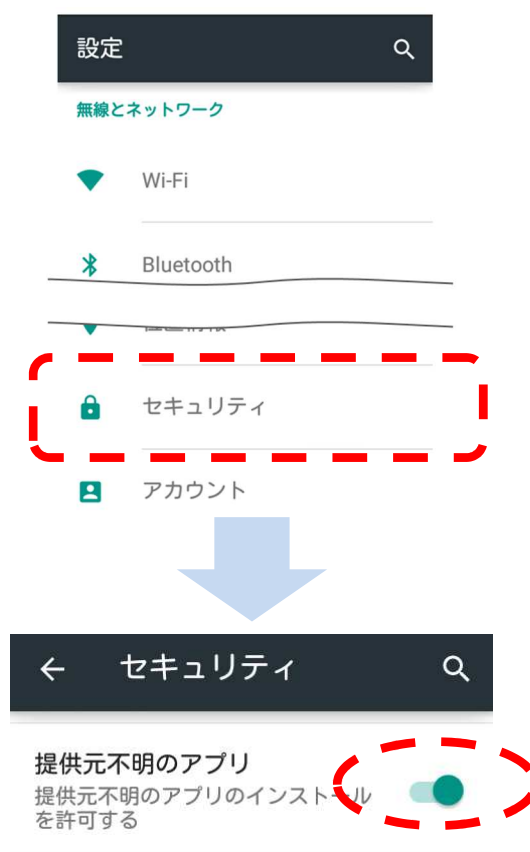 設定
無線とネットワーク
Wi-Fi
Bluetooth
セキュリティ
アカウント
セキュリティ
提供元不明のアプリ
提供元不明のアプリのインストール
を許可する